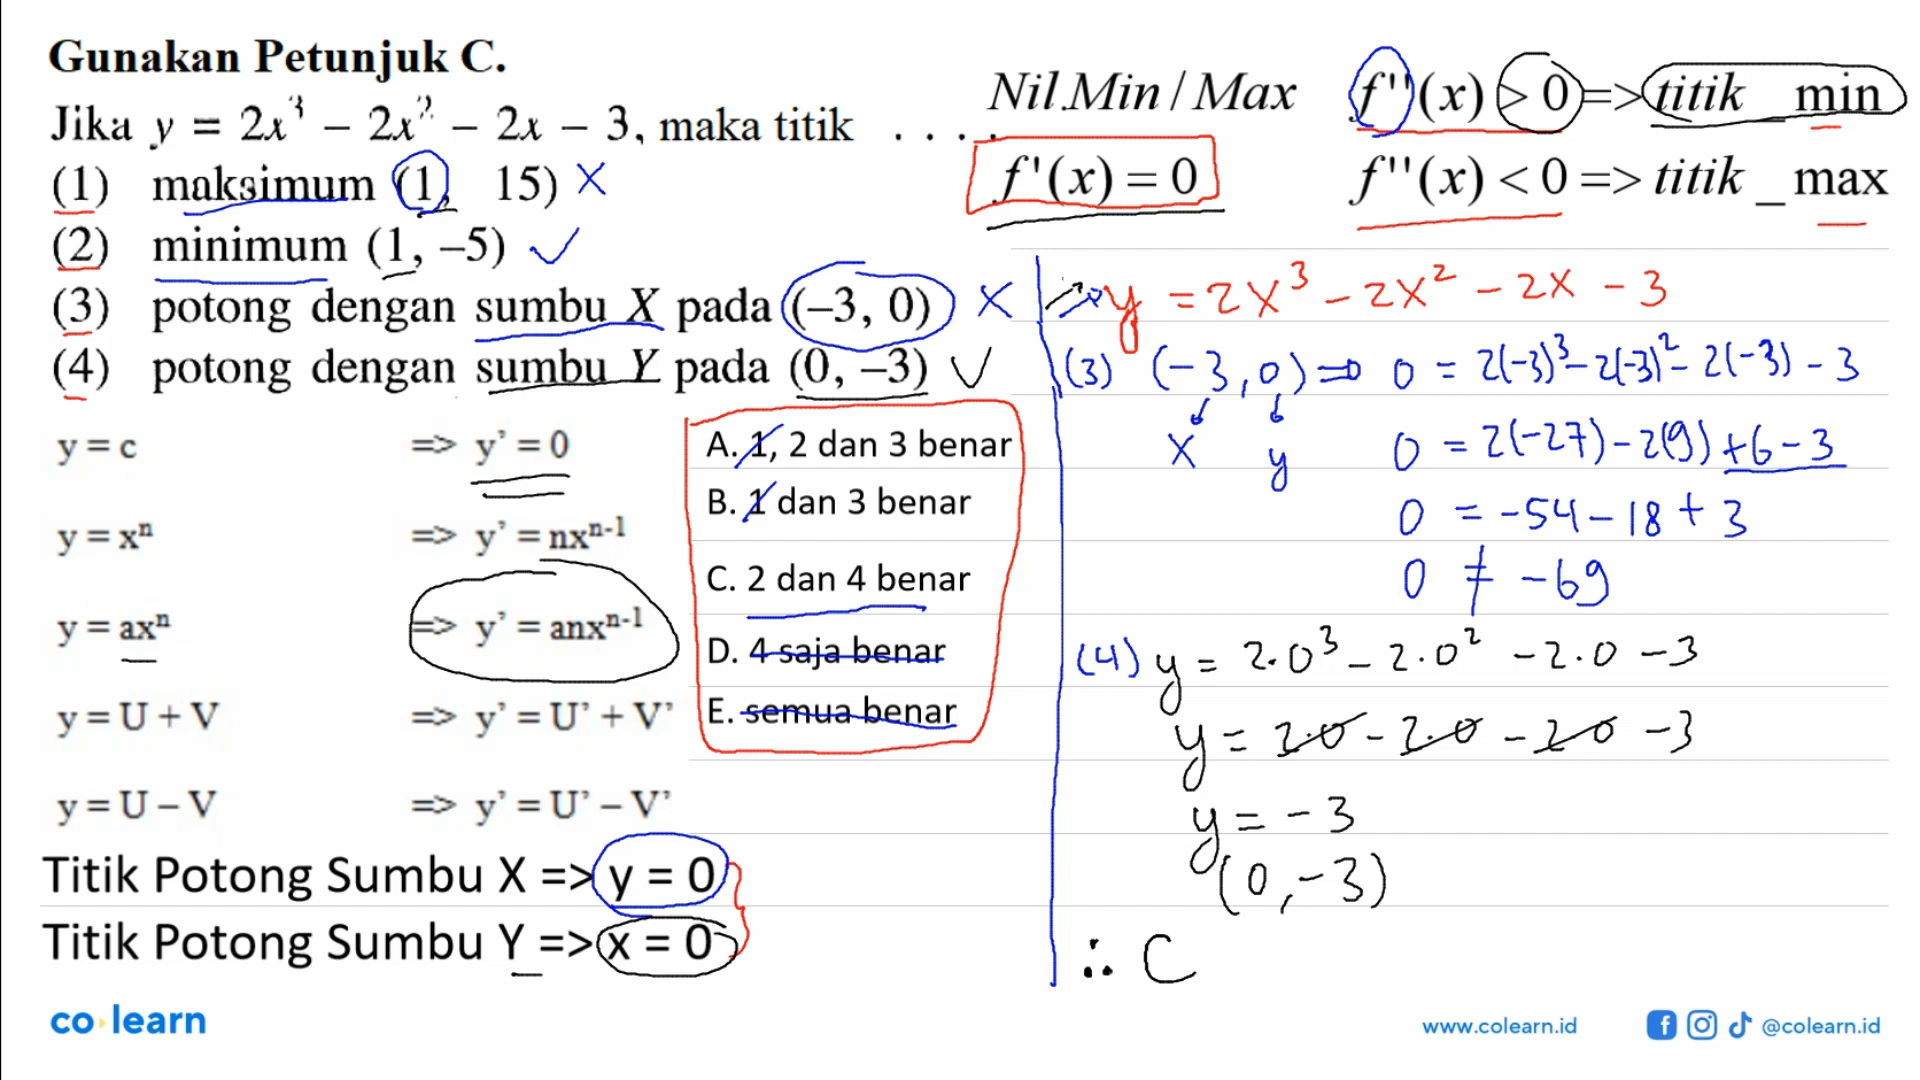 Gunakan Petunjuk C.
Jika y = 2x³ – 2x² – 2x – 3, maka titik . . . .
(1) maksimum (1, 15) X
(2) minimum (1, –5) ✓
(3) potong dengan sumbu X pada (–3, 0) X
(4) potong dengan sumbu Y pada (0, –3) ✓
Nil.Min / Max
f'(x) = 0
f''(x) > 0 => titik _ min
f''(x) < 0 => titik _ max
y = c => y' = 0
y = xⁿ => y' = nxⁿ⁻¹
y = axⁿ => y' = anxⁿ⁻¹
y = U + V => y' = U' + V'
y = U – V => y' = U' – V'
A. 1, 2 dan 3 benar
B. 1 dan 3 benar
C. 2 dan 4 benar
D. 4 saja benar
E. semua benar
Titik Potong Sumbu X => y = 0
Titik Potong Sumbu Y => x = 0
y = 2x³ - 2x² - 2x - 3
(3) (-3, 0) => 0 = 2(-3)³ - 2(-3)² - 2(-3) - 3
x y 0 = 2(-27) - 2(9) + 6 - 3
0 = -54 - 18 + 3
0 ≠ -69
(4) y = 2·0³ - 2·0² - 2·0 - 3
y = 2·0 - 2·0 - 2·0 - 3
y = -3
(0, -3)
∴ C
co learn
www.colearn.id
@colearn.id